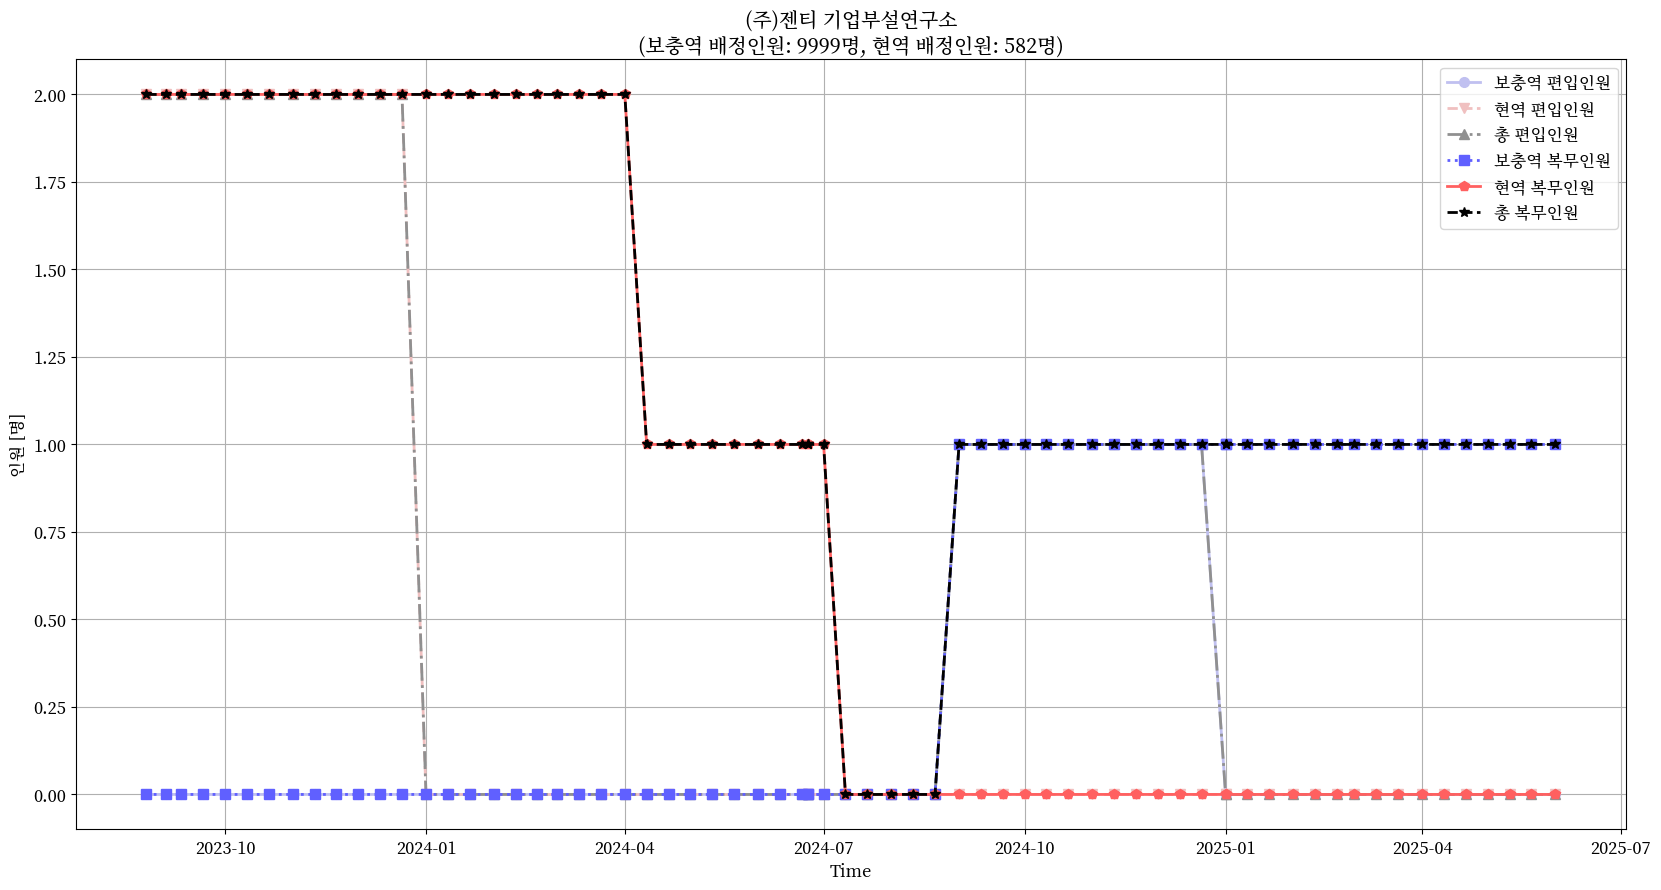 (주)젠티 기업부설연구소
(보충역 배정인원: 9999명, 현역 배정인원: 582명)
보충역 편입인원
현역 편입인원
총 편입인원
보충역 복무인원
현역 복무인원
총 복무인원
2.00
1.75
1.50
1.25
1.00
0.75
0.50
0.25
0.00
인원 [명]
2023-10
2024-01
2024-04
2024-07
2024-10
2025-01
2025-04
2025-07
Time